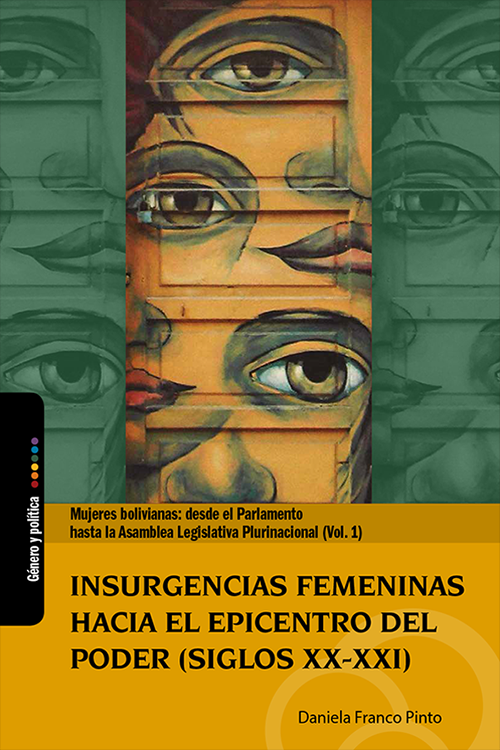 Género y política
Mujeres bolivianas: desde el Parlamento
hasta la Asamblea Legislativa Plurinacional (Vol. 1)
INSURGENCIAS FEMENINAS
HACIA EL EPICENTRO DEL
PODER (SIGLOS XX-XXI)
Daniela Franco Pinto